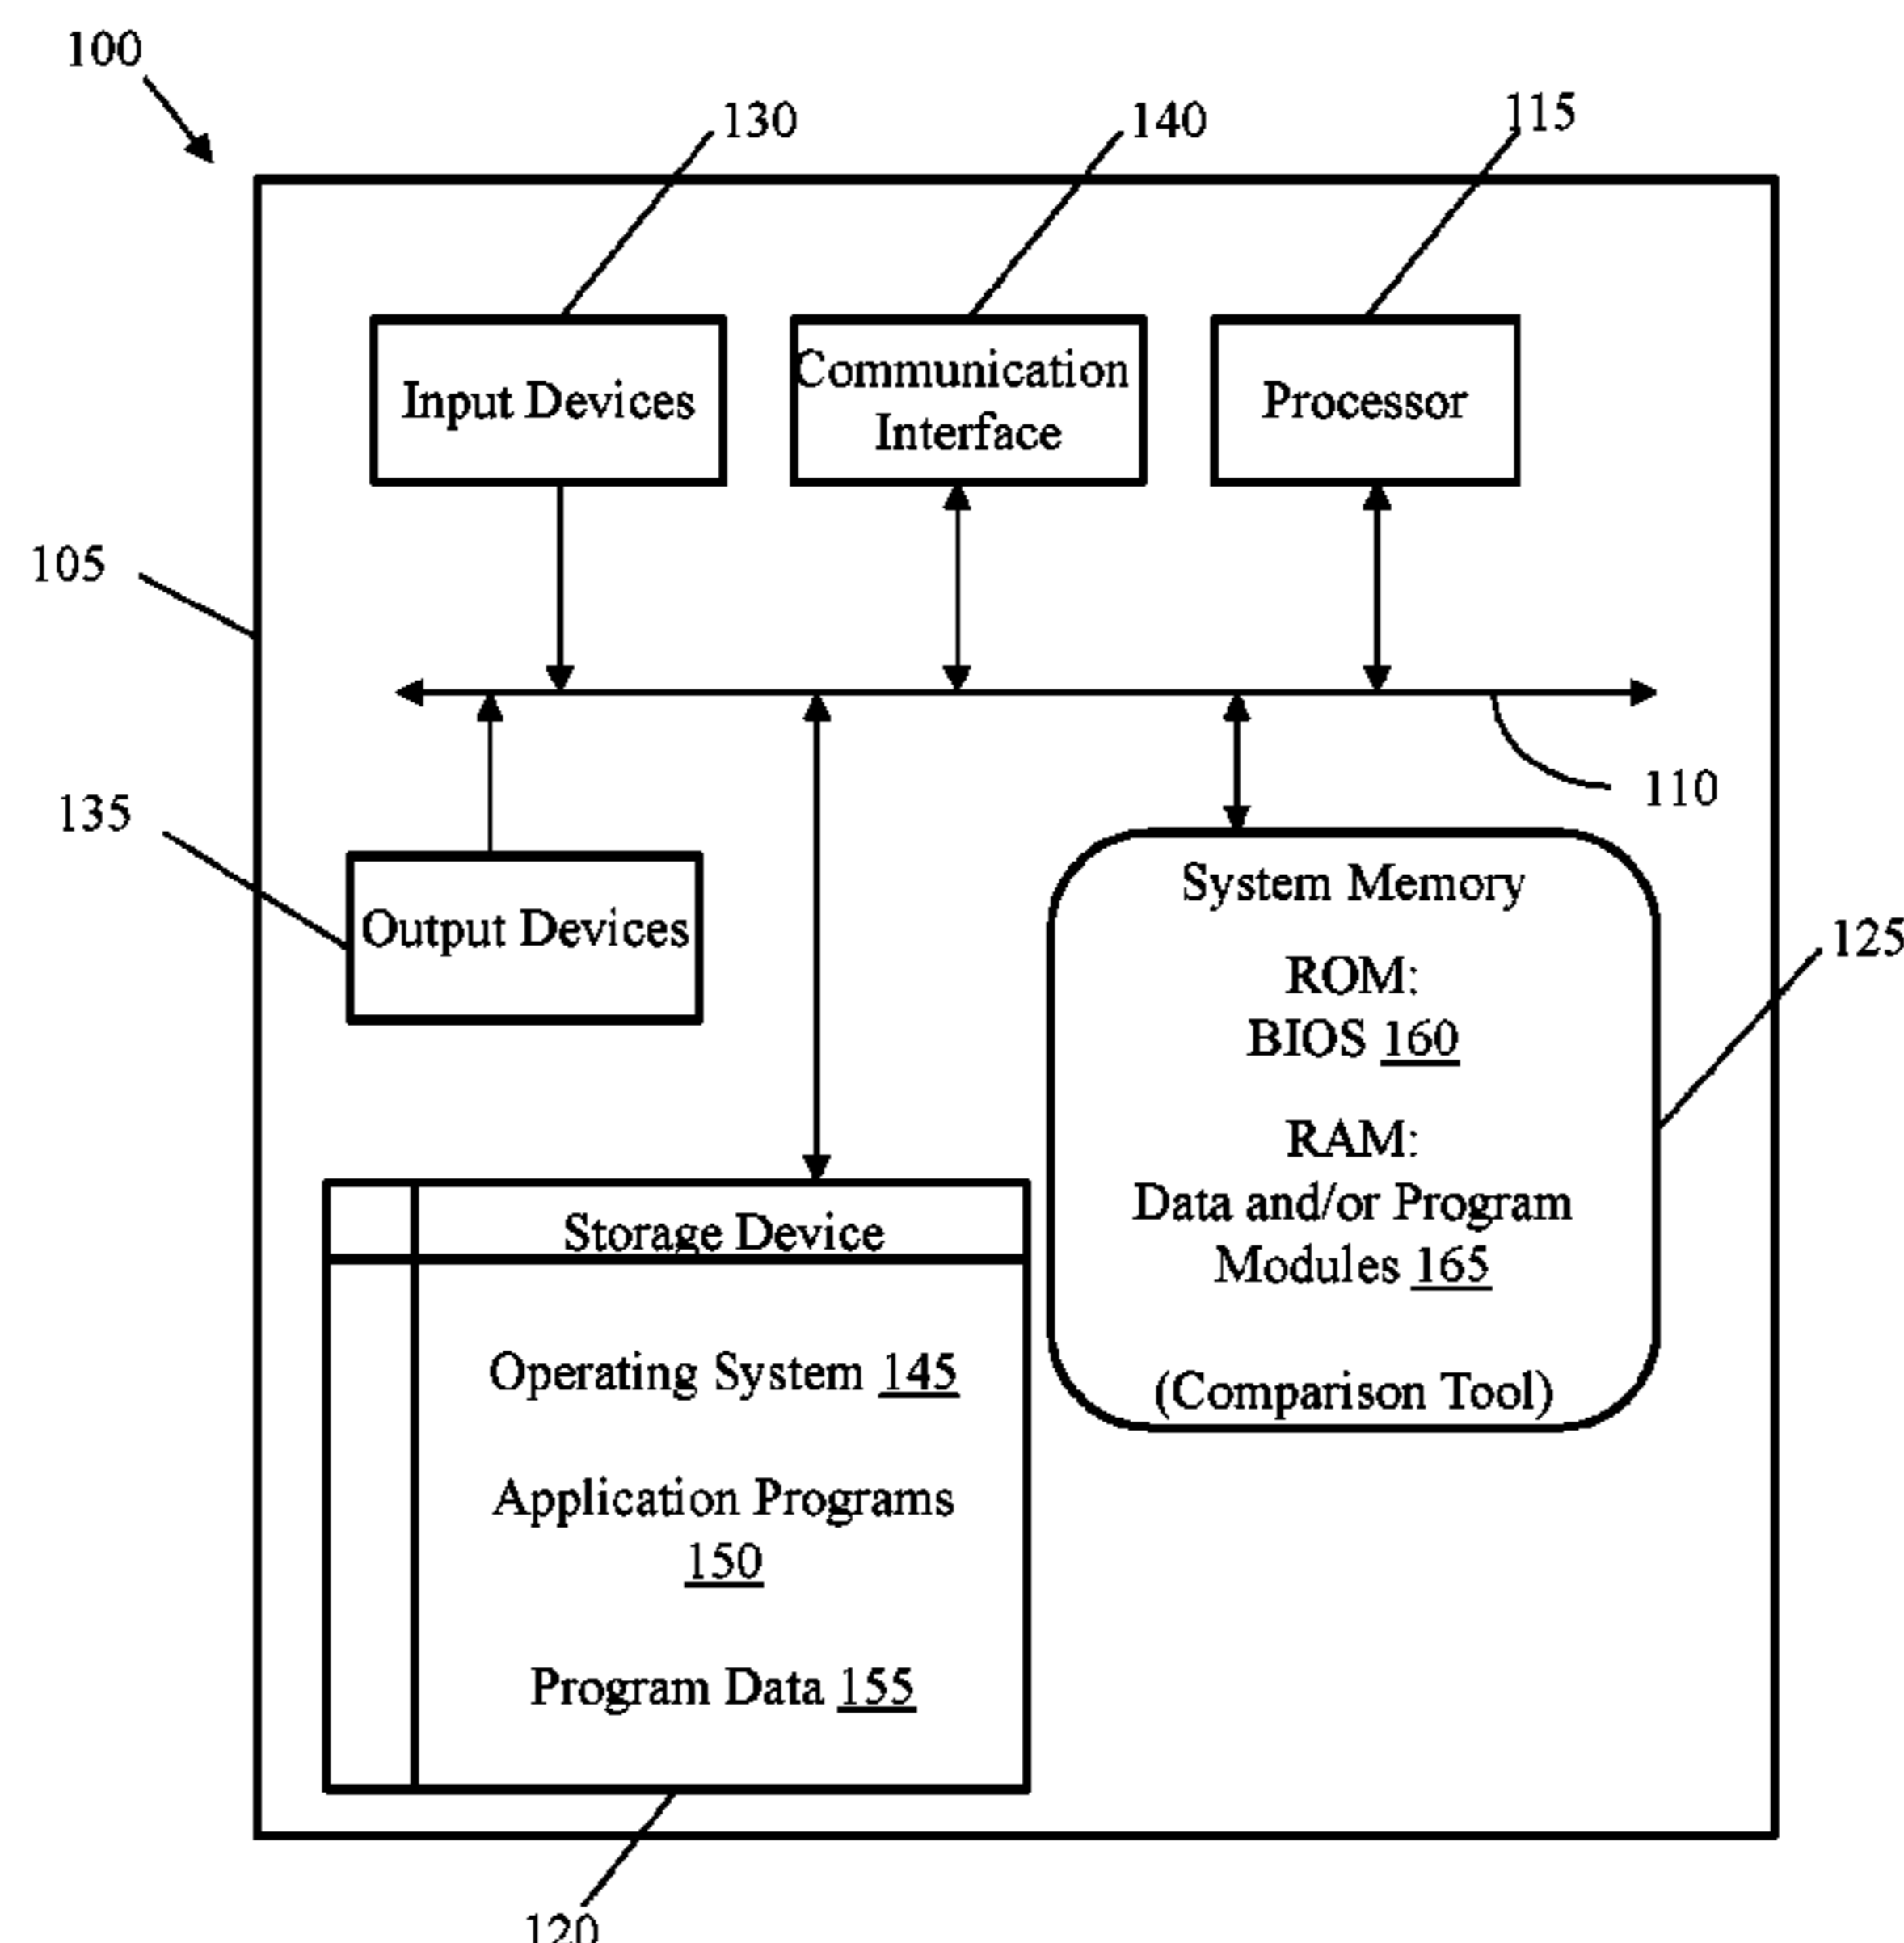 100
130
140
115
Input Devices
Communication
Interface
Processor
105
110
135
Output Devices
System Memory
ROM:
BIOS 160
RAM:
Data and/or Program
Modules 165
(Comparison Tool)
125
Storage Device
Operating System 145
Application Programs
150
Program Data 155
120